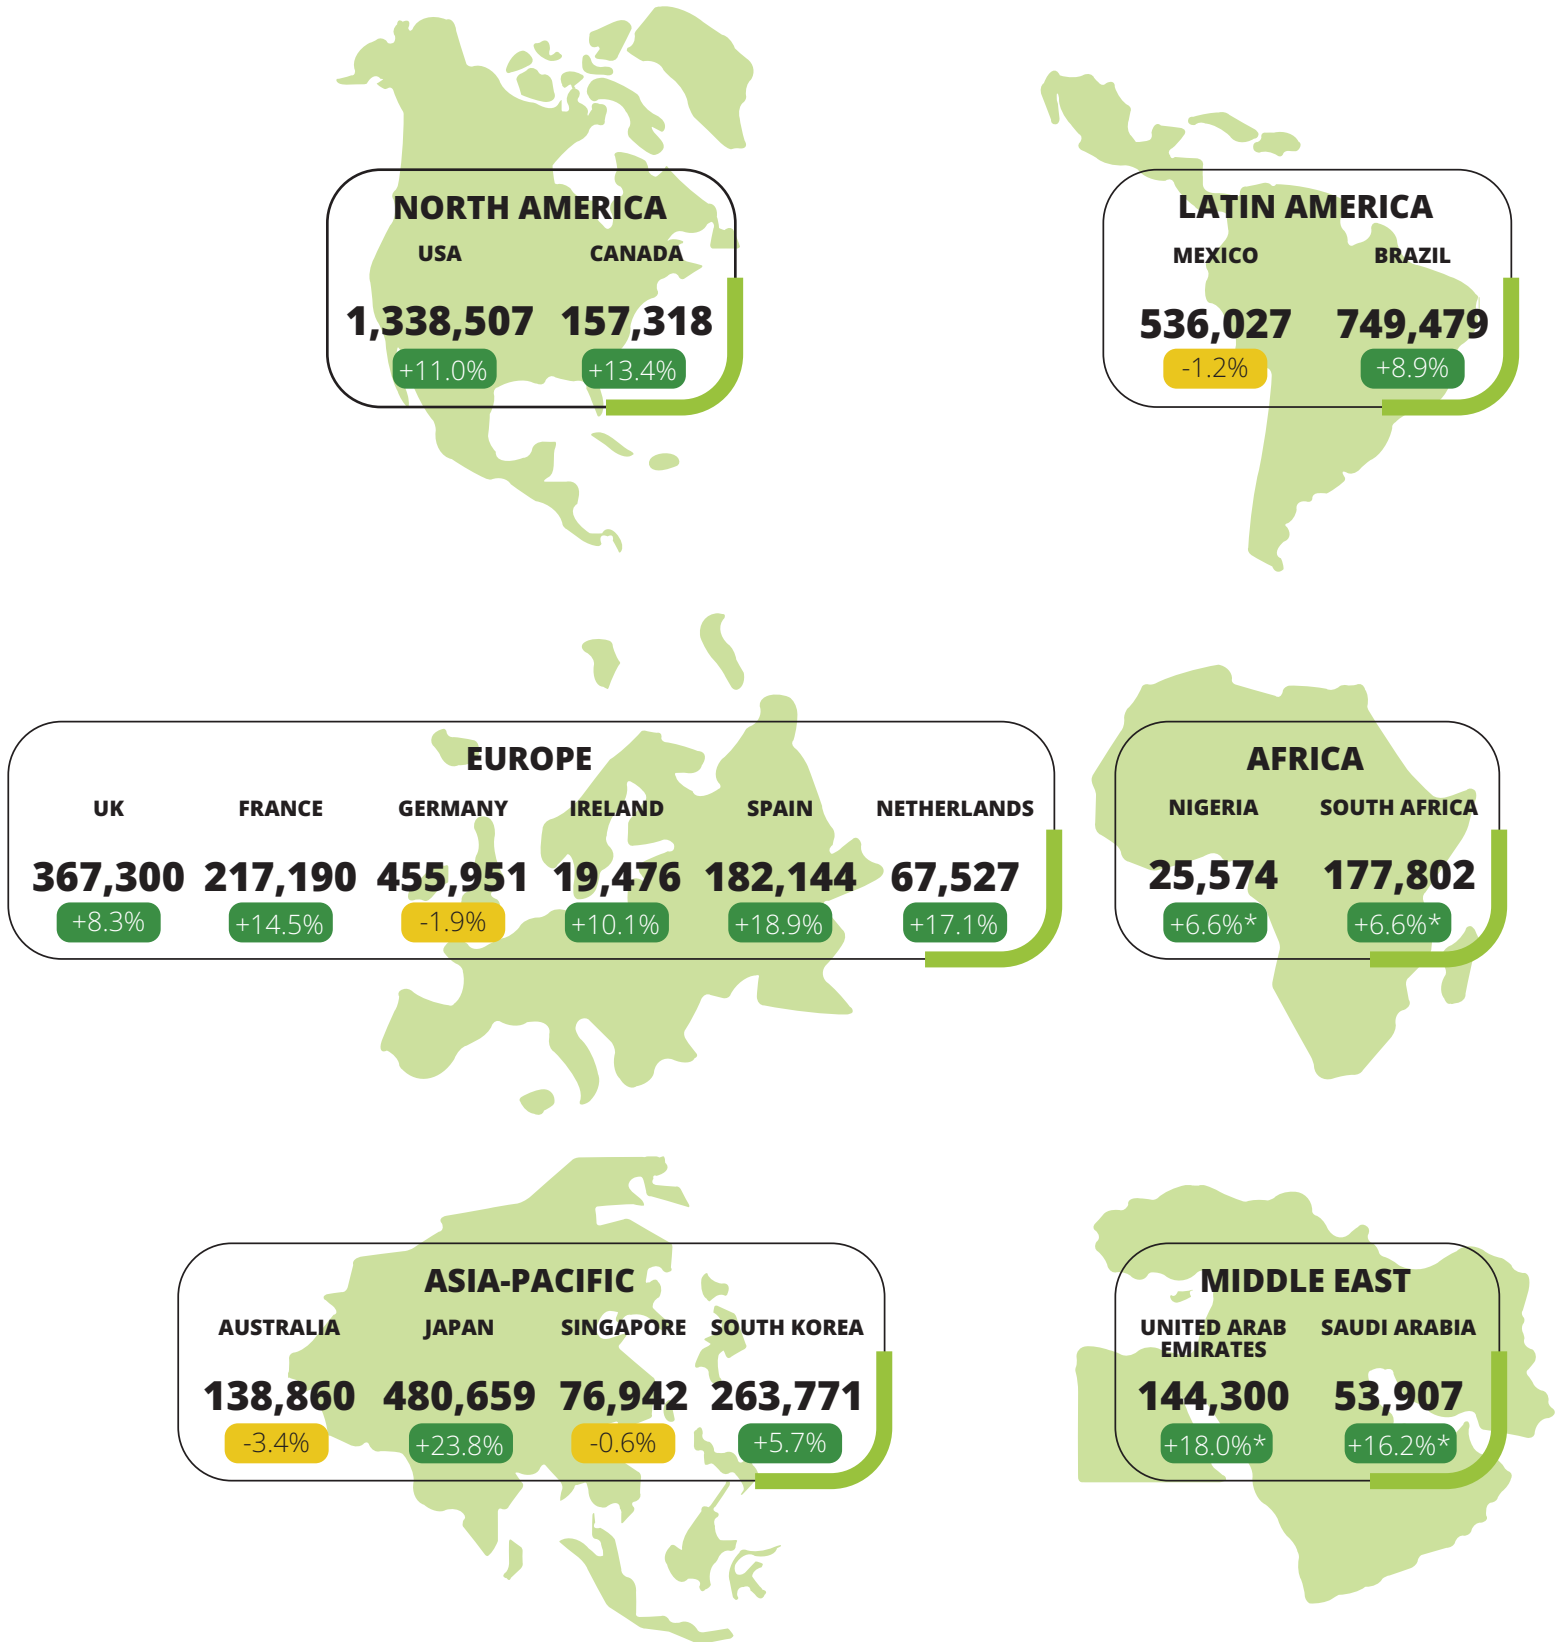 NORTH AMERICA
USA CANADA
1,338,507 157,318
+11.0% +13.4%
LATIN AMERICA
MEXICO BRAZIL
536,027 749,479
-1.2% +8.9%
EUROPE
UK FRANCE GERMANY IRELAND SPAIN NETHERLANDS
367,300 217,190 455,951 19,476 182,144 67,527
+8.3% +14.5% -1.9% +10.1% +18.9% +17.1%
AFRICA
NIGERIA SOUTH AFRICA
25,574 177,802
+6.6%* +6.6%*
ASIA-PACIFIC
AUSTRALIA JAPAN SINGAPORE SOUTH KOREA
138,860 480,659 76,942 263,771
-3.4% +23.8% -0.6% +5.7%
MIDDLE EAST
UNITED ARAB SAUDI ARABIA
EMIRATES
144,300 53,907
+18.0%* +16.2%*